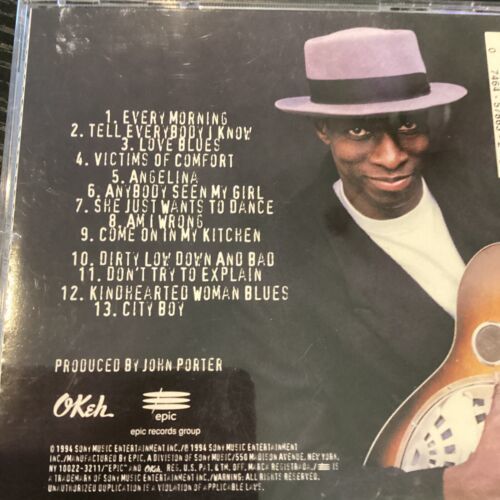 1. EVERY MORNING
2. TELL EVERYBODY I KNOW
3. LOVE BLUES
4. VICTIMS OF COMFORT
5. ANGELINA
6. ANYBODY SEEN MY GIRL
7. SHE JUST WANTS TO DANCE
8. AM I WRONG
9. COME ON IN MY KITCHEN
10. DIRTY LOW DOWN AND BAD
11. DON'T TRY TO EXPLAIN
12. KINDHEARTED WOMAN BLUES
13. CITY BOY
PRODUCED BY JOHN PORTER
OKeh
epic
epic records group
© 1994 SONY MUSIC ENTERTAINMENT INC./℗ 1994 SONY MUSIC ENTERTAINMENT
INC./MANUFACTURED BY EPIC, A DIVISION OF SONY MUSIC/550 MADISON AVENUE, NEW YORK,
NY 10022-3211/"EPIC" AND OKeh REG. U.S. PAT. & TM. OFF. MARCA REGISTRADA./ IS
A TRADEMARK OF SONY MUSIC ENTERTAINMENT INC./WARNING: ALL RIGHTS RESERVED.
UNAUTHORIZED DUPLICATION IS A VIOLATION OF APPLICABLE LAWS.
0 7464